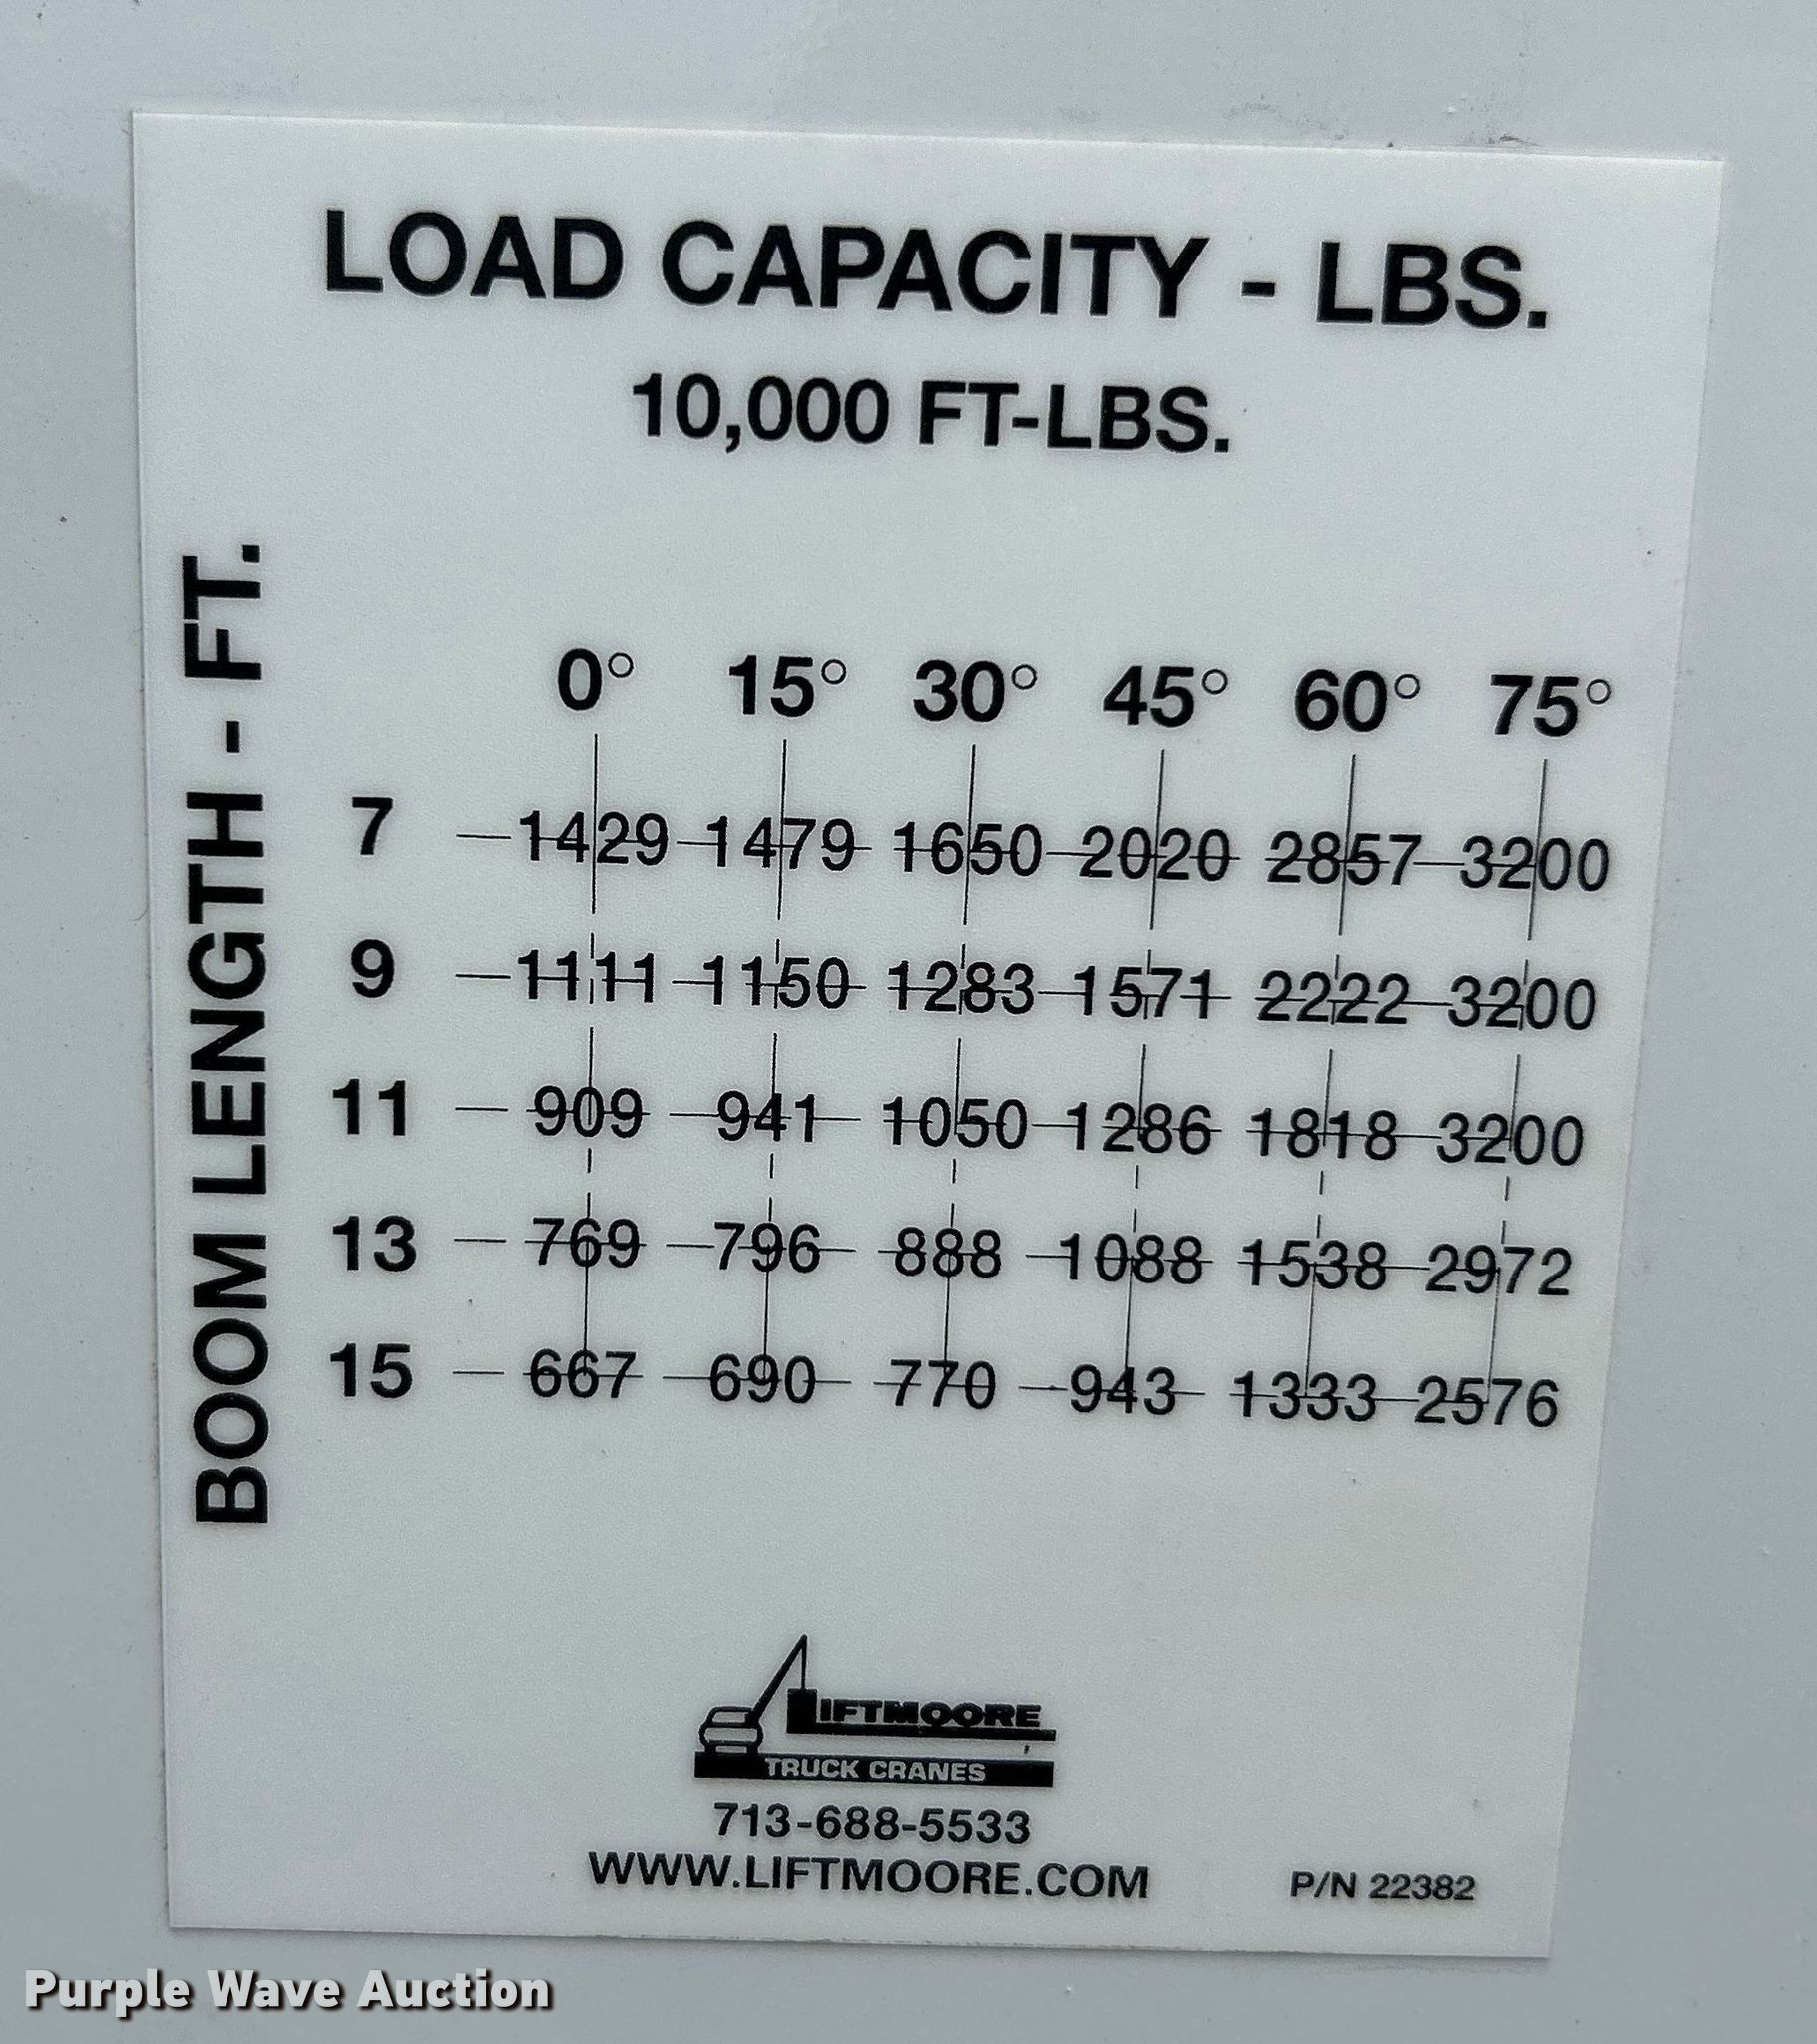 LOAD CAPACITY - LBS.
10,000 FT-LBS.
BOOM LENGTH - FT.
0° 15° 30° 45° 60° 75°
7 1429 1479 1650 2020 2857 3200
9 1111 1150 1283 1571 2222 3200
11 909 941 1050 1286 1818 3200
13 769 796 888 1088 1538 2972
15 667 690 770 943 1333 2576
LIFTMOORE
TRUCK CRANES
713-688-5533
WWW.LIFTMOORE.COM
P/N 22382
Purple Wave Auction